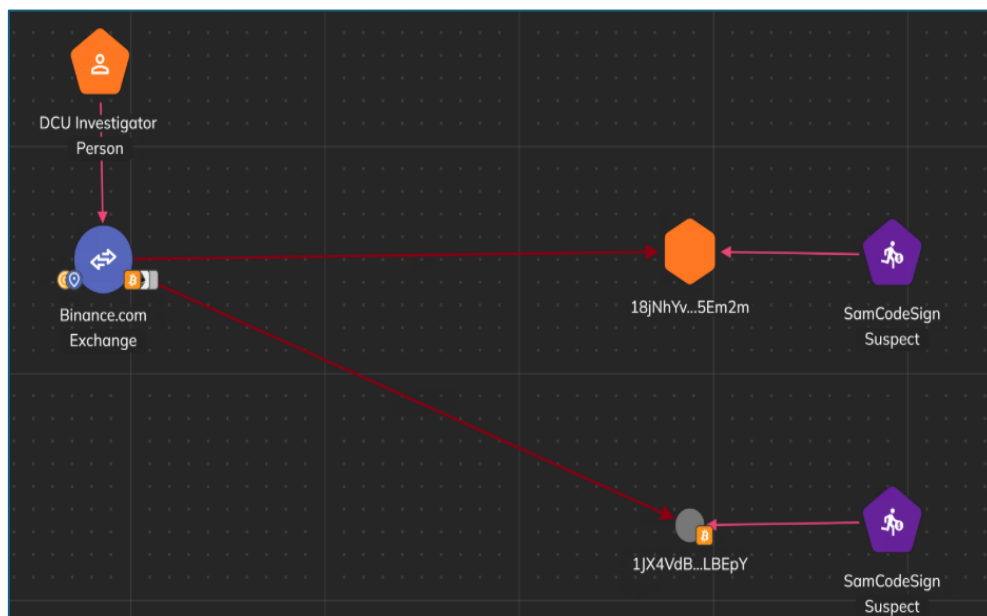 DCU Investigator
Person
Binance.com
Exchange
18jNhYv...5Em2m
SamCodeSign
Suspect
1JX4VdB...LBEpY
SamCodeSign
Suspect